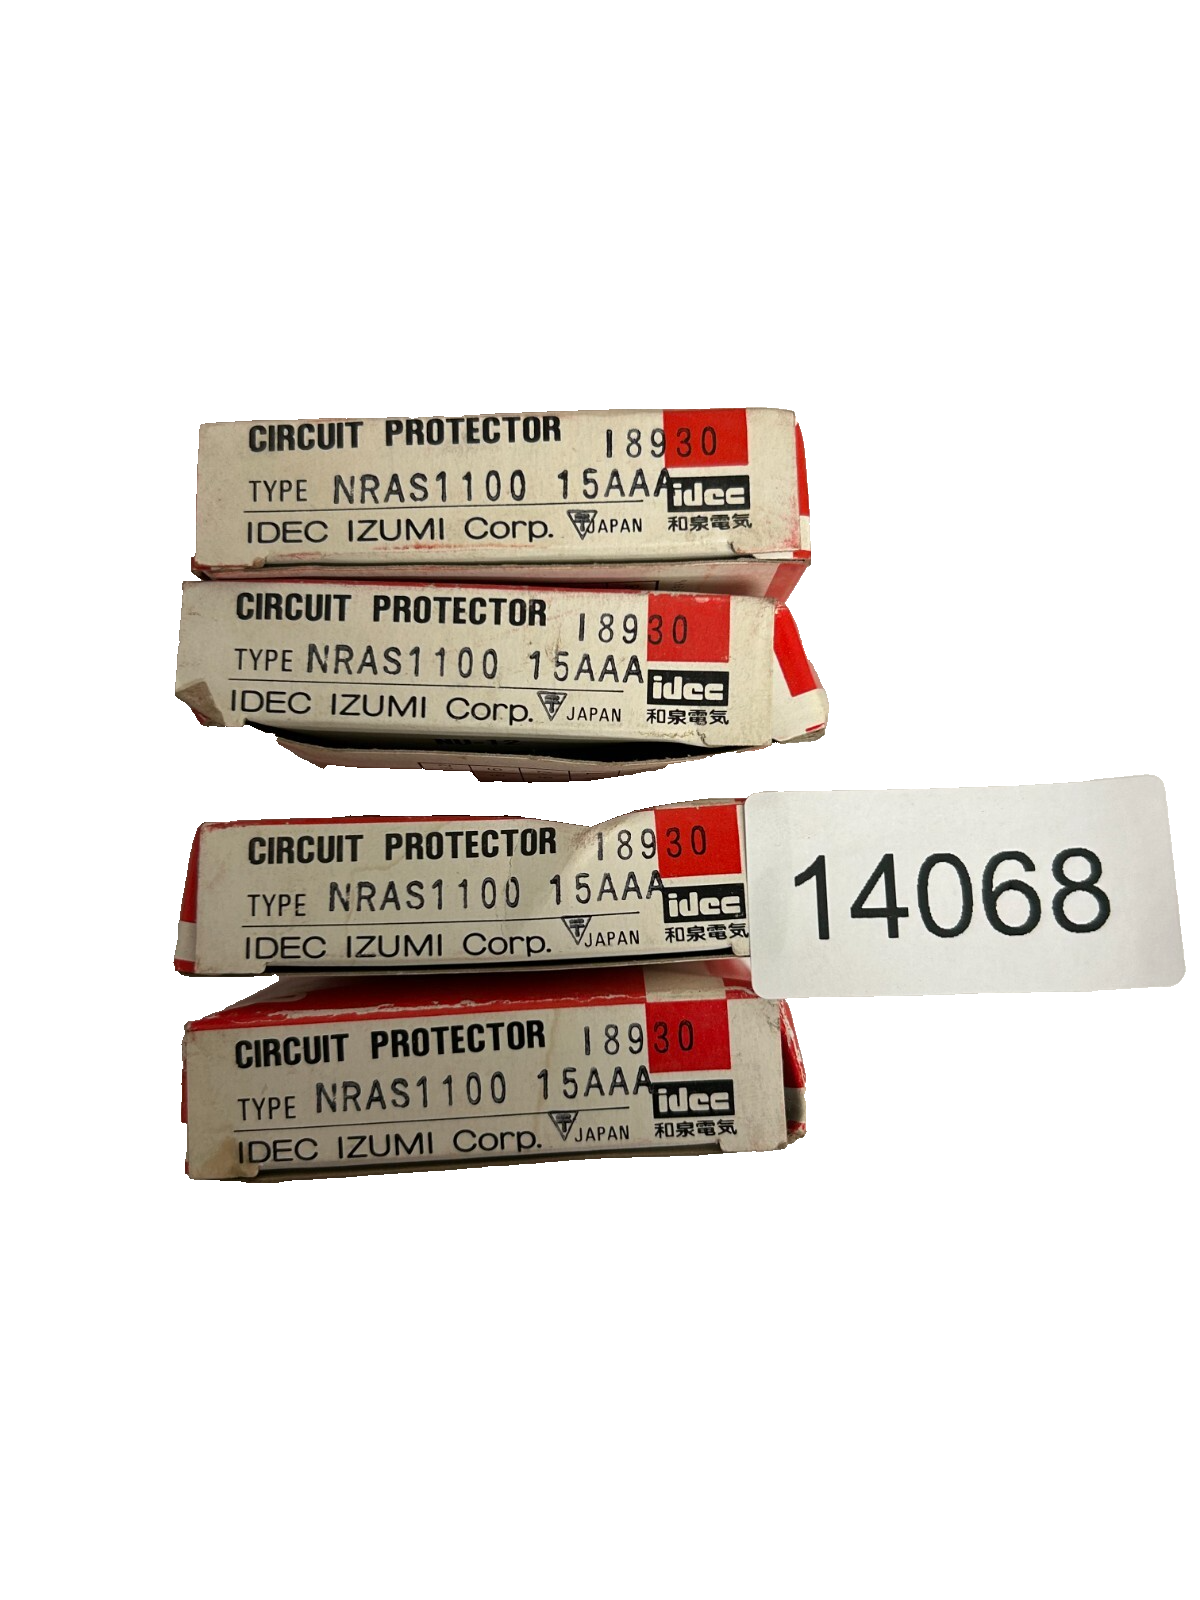 CIRCUIT PROTECTOR 18930
TYPE NRAS1100 15AAA
idec
IDEC IZUMI Corp. JAPAN 和泉電気
CIRCUIT PROTECTOR 18930
TYPE NRAS1100 15AAA
idec
IDEC IZUMI Corp. JAPAN 和泉電気
CIRCUIT PROTECTOR 18930
TYPE NRAS1100 15AAA
idec
IDEC IZUMI Corp. JAPAN 和泉電気
14068
CIRCUIT PROTECTOR 18930
TYPE NRAS1100 15AAA
idec
IDEC IZUMI Corp. JAPAN 和泉電気